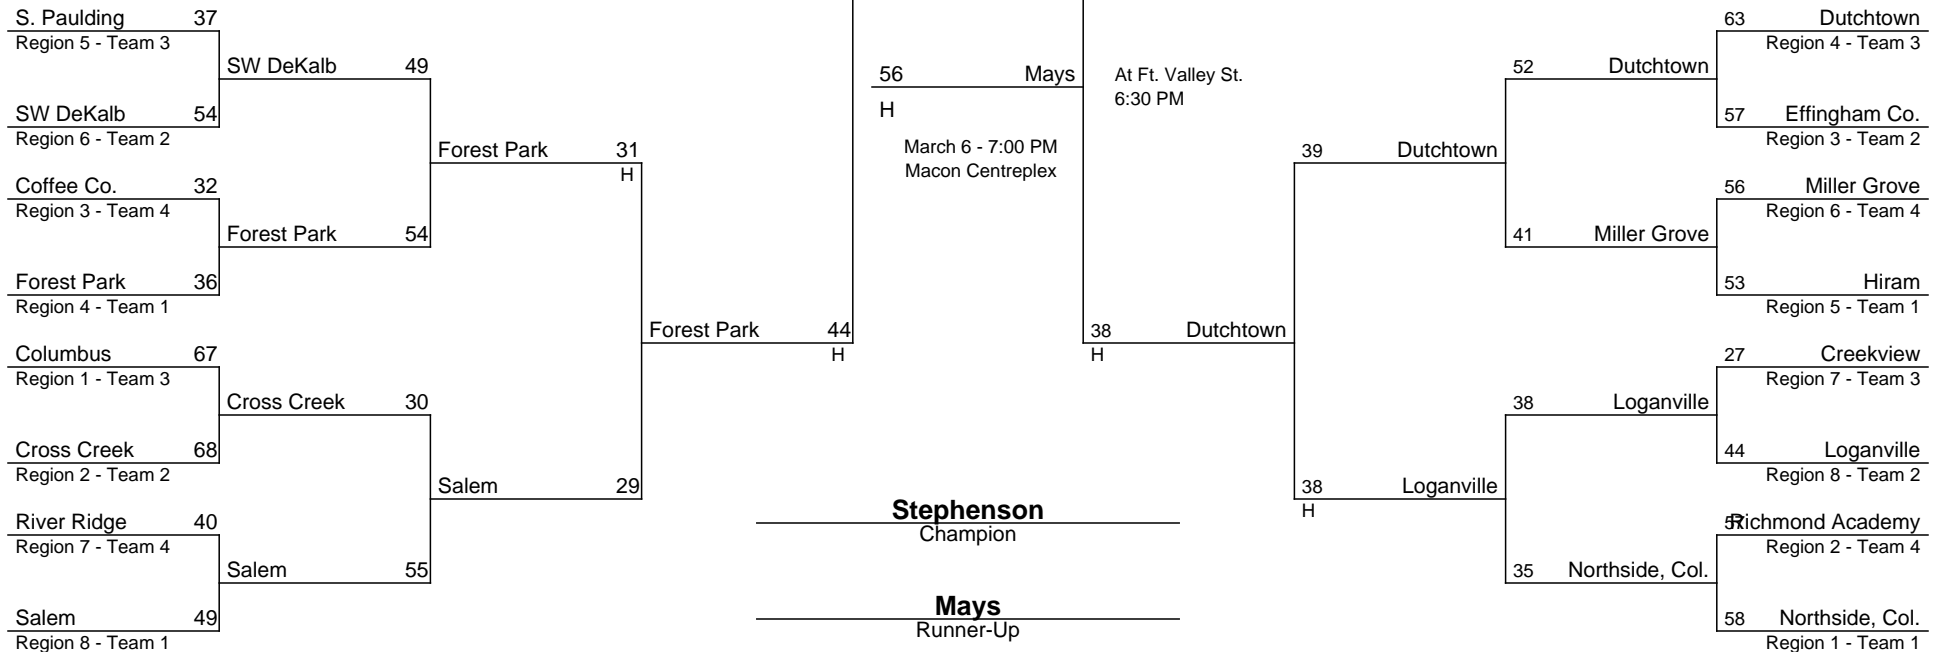 S. Paulding 37
Region 5 - Team 3
SW DeKalb 49
SW DeKalb 54
Region 6 - Team 2
Forest Park 31
H
Coffee Co. 32
Region 3 - Team 4
Forest Park 54
Forest Park 36
Region 4 - Team 1
Forest Park 44
H
Columbus 67
Region 1 - Team 3
Cross Creek 30
Cross Creek 68
Region 2 - Team 2
Salem 29
River Ridge 40
Region 7 - Team 4
Salem 55
Salem 49
Region 8 - Team 1
56 Mays
H
March 6 - 7:00 PM
Macon Centreplex
At Ft. Valley St.
6:30 PM
38 Dutchtown
H
Stephenson
Champion
Mays
Runner-Up
63 Dutchtown
Region 4 - Team 3
52 Dutchtown
57 Effingham Co.
Region 3 - Team 2
39 Dutchtown
56 Miller Grove
Region 6 - Team 4
41 Miller Grove
53 Hiram
Region 5 - Team 1
27 Creekview
Region 7 - Team 3
38 Loganville
44 Loganville
Region 8 - Team 2
38 Loganville
H
57 Richmond Academy
Region 2 - Team 4
35 Northside, Col.
58 Northside, Col.
Region 1 - Team 1